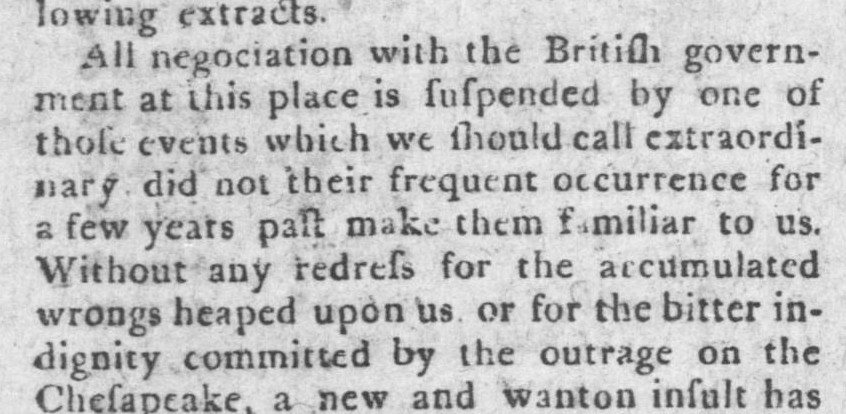 lowing extracts.
All negociation with the Britiſh govern-
ment at this place is ſuſpended by one of
thoſe events which we ſhould call extraordi-
nary did not their frequent occurrence for
a few years paſt make them familiar to us.
Without any redreſs for the accumulated
wrongs heaped upon us or for the bitter in-
dignity committed by the outrage on the
Cheſapeake, a new and wanton inſult has